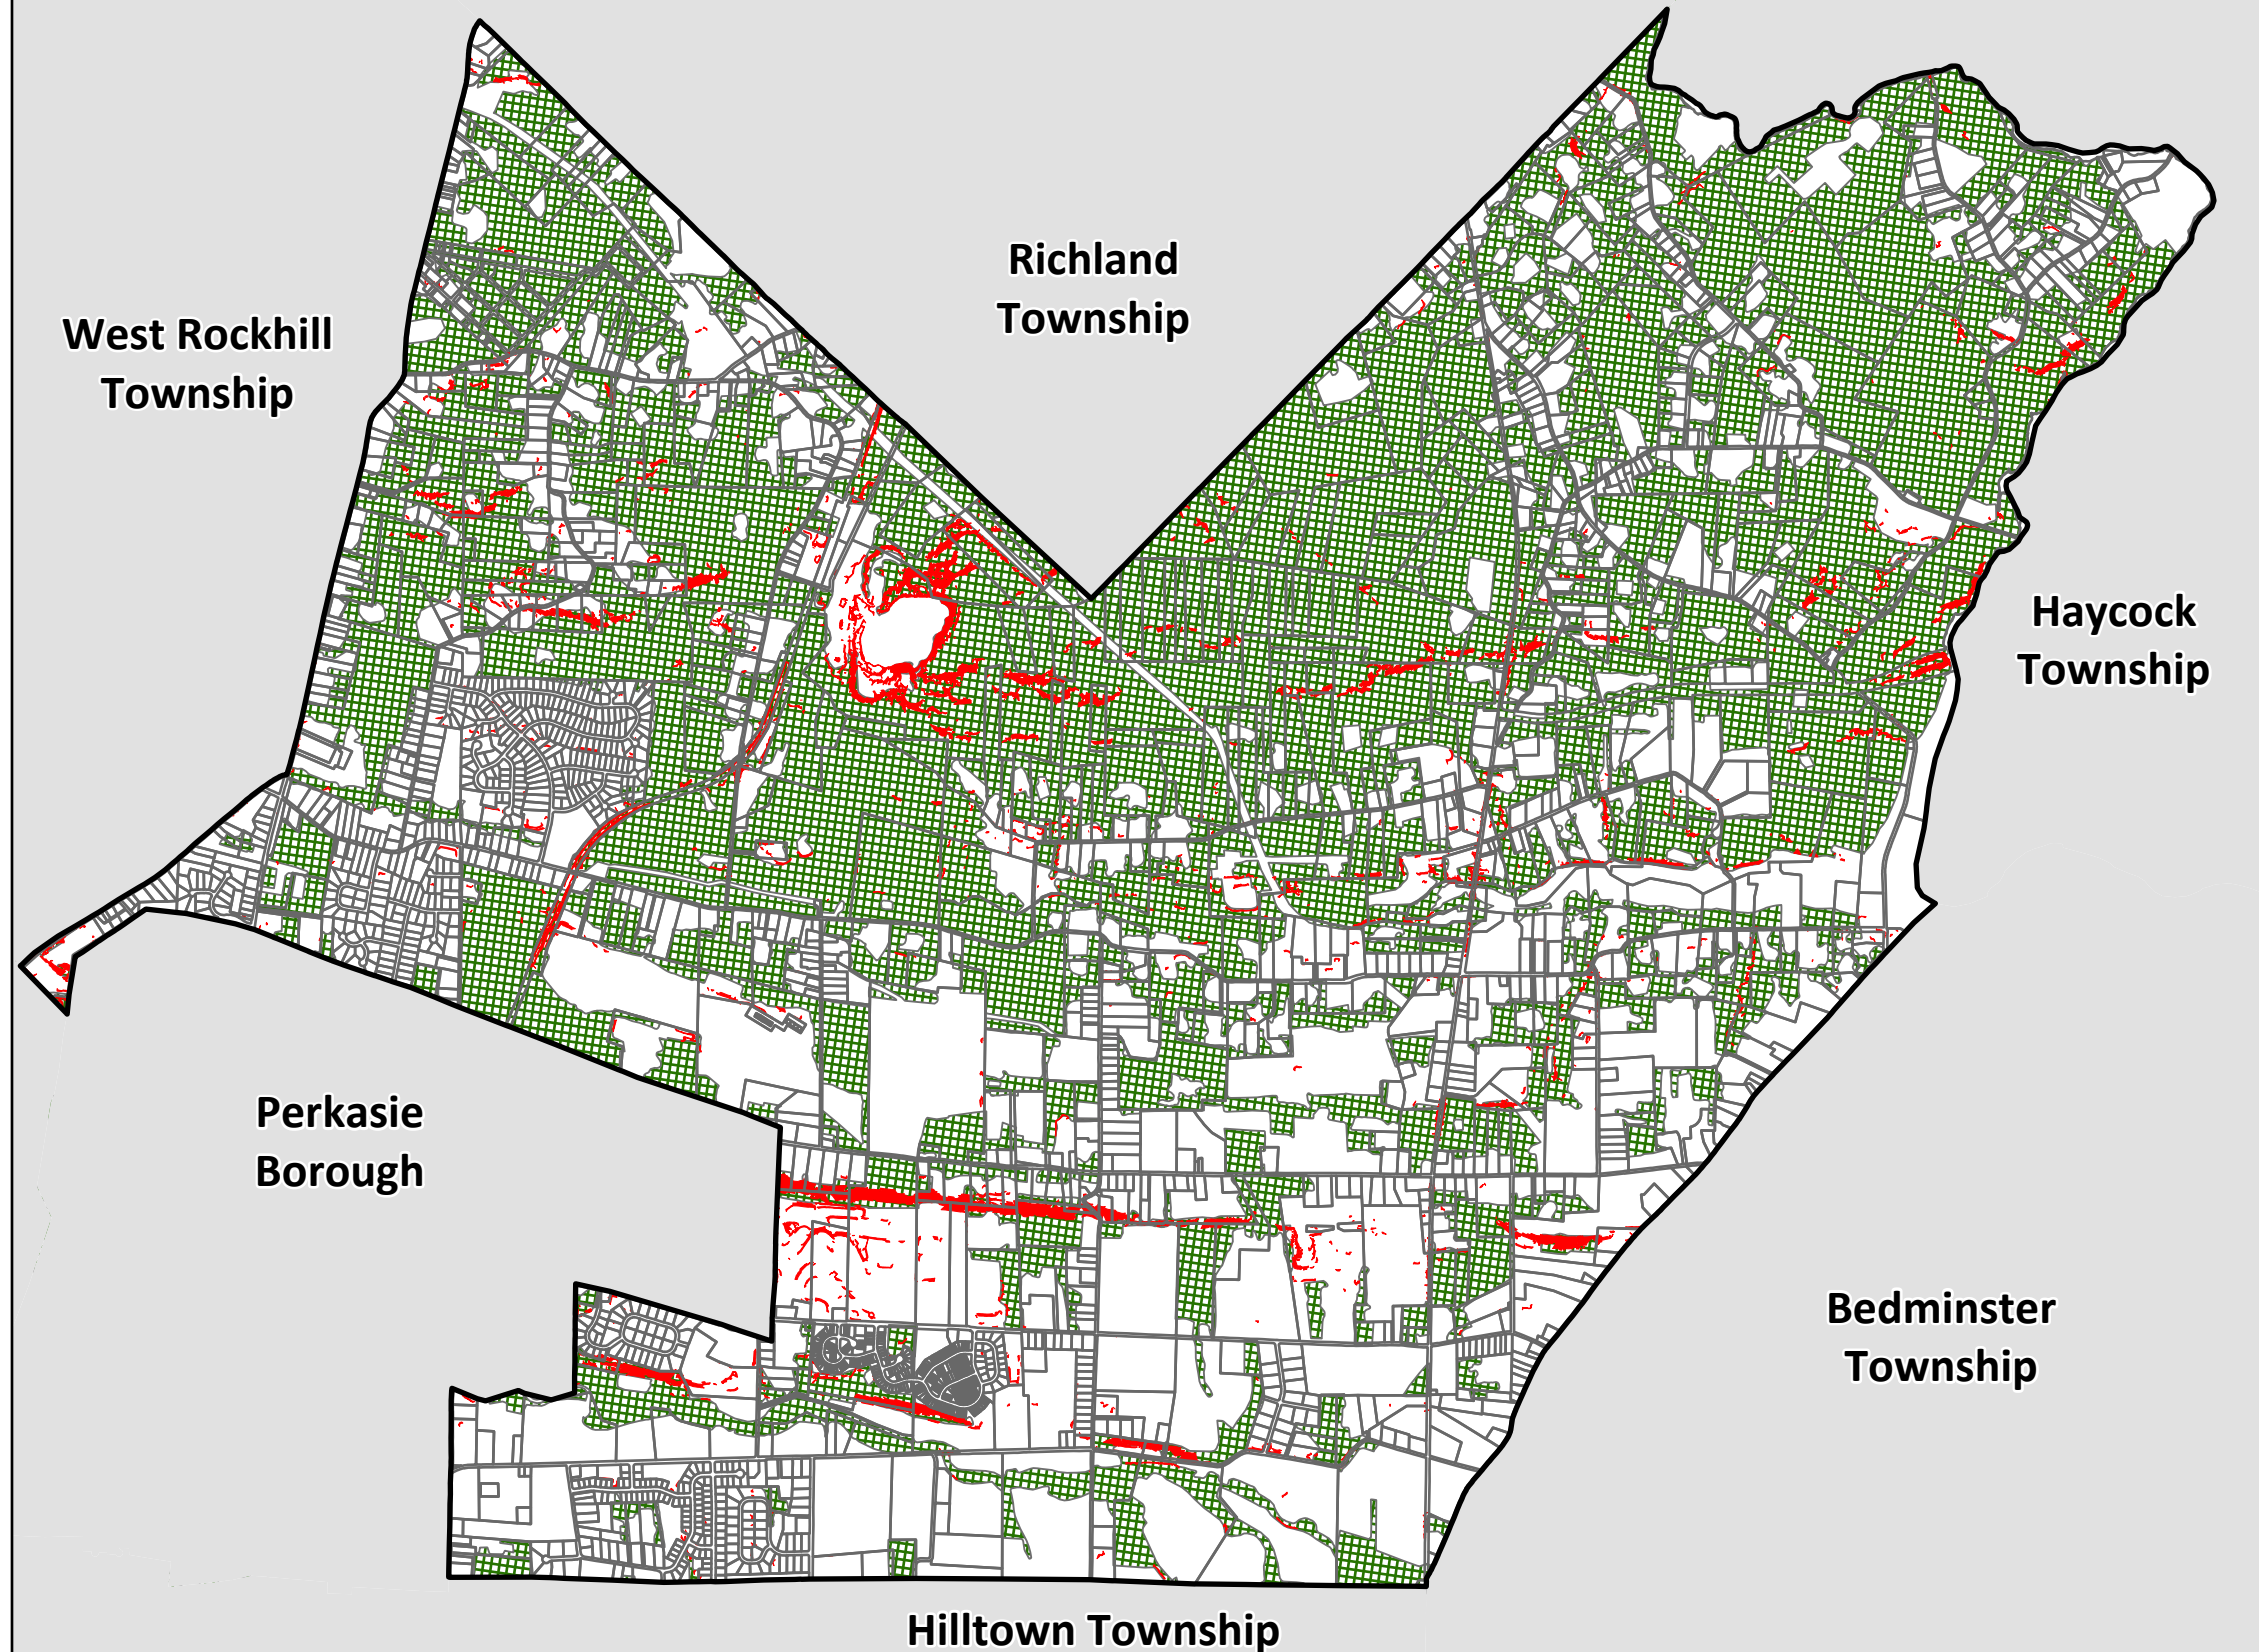 Richland
Township
West Rockhill
Township
Haycock
Township
Perkasie
Borough
Bedminster
Township
Hilltown Township